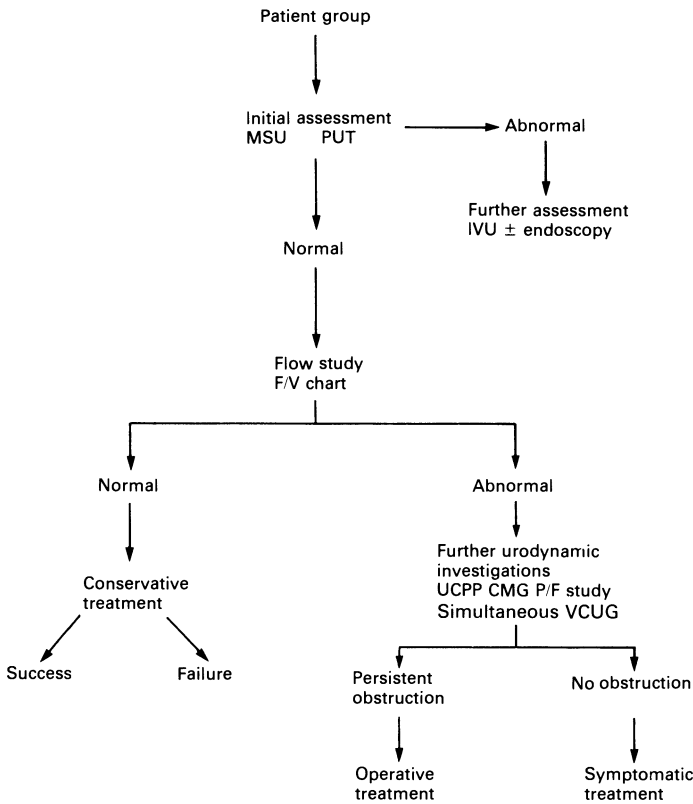 Patient group
Initial assessment
MSU PUT
Abnormal
Further assessment
IVU ± endoscopy
Normal
Flow study
F/V chart
Normal
Abnormal
Further urodynamic
investigations
UCPP CMG P/F study
Simultaneous VCUG
Conservative
treatment
Success
Failure
Persistent
obstruction
No obstruction
Operative
treatment
Symptomatic
treatment